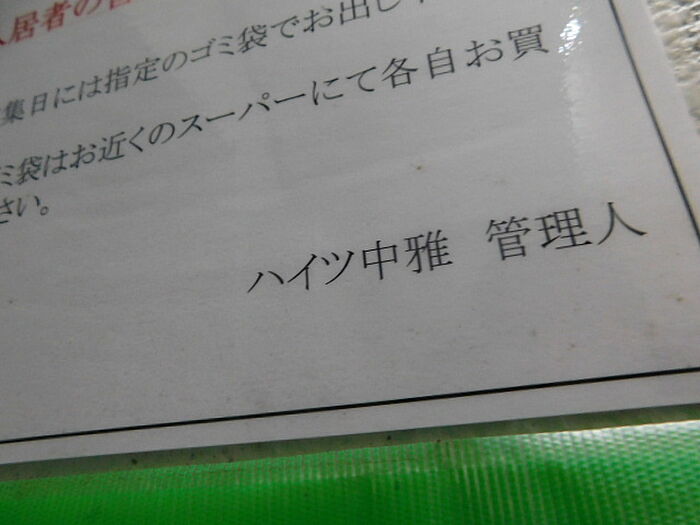 入居者の皆
集日には指定のゴミ袋でお出し
ミ袋はお近くのスーパーにて各自お買
さい。
ハイツ中雅 管理人